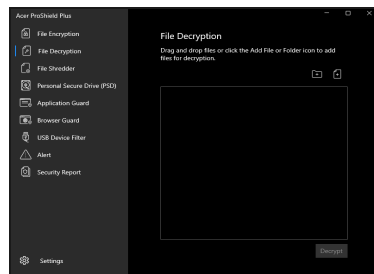 Acer ProShield Plus
File Encryption
File Decryption
File Shredder
Personal Secure Drive (PSD)
Application Guard
Browser Guard
USB Device Filter
Alert
Security Report
Settings
File Decryption
Drag and drop files or click the Add File or Folder icon to add
files for decryption.
Decrypt